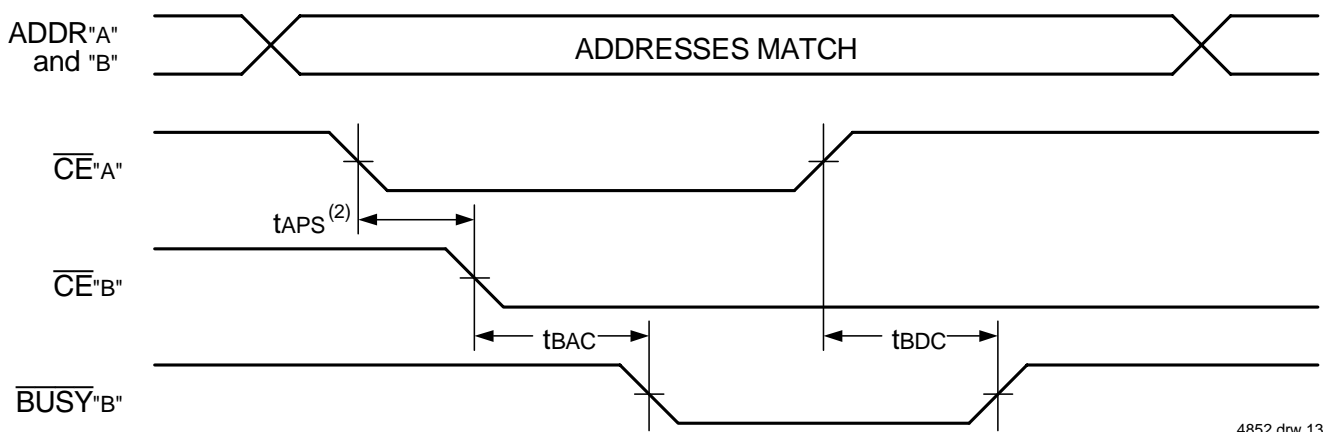 ADDR"A"
and "B"
ADDRESSES MATCH
CE"A"
tAPS(2)
CE"B"
tBAC
tBDC
BUSY"B"
4852 drw 13